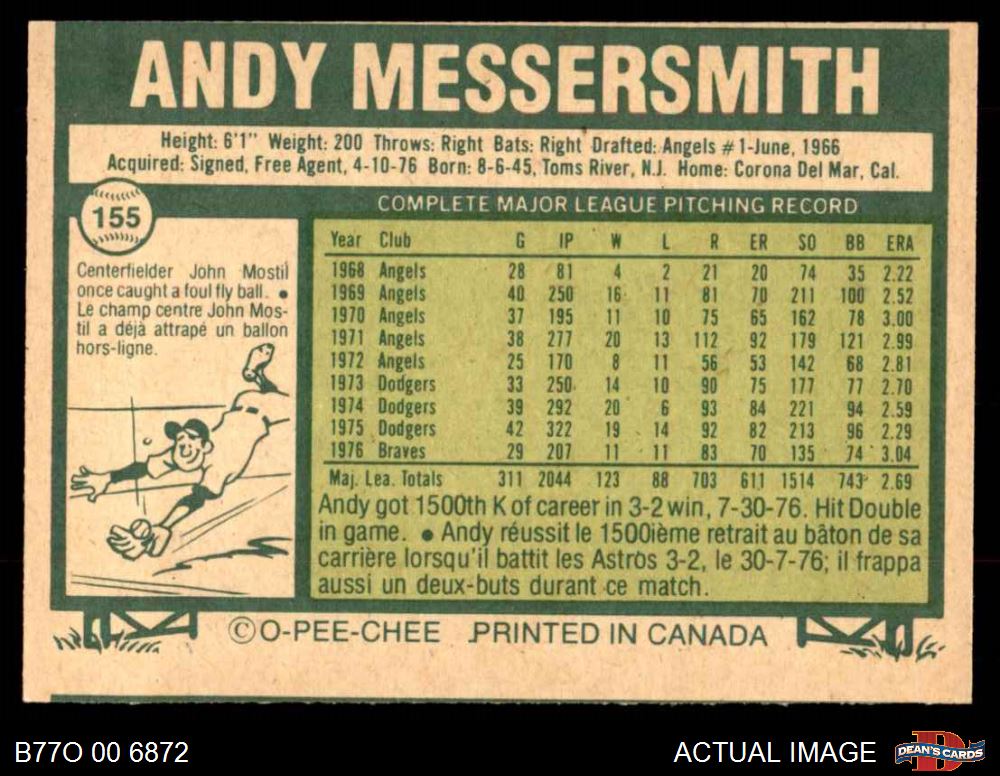 ANDY MESSERSMITH
Height: 6'1" Weight: 200 Throws: Right Bats: Right Drafted: Angels #1-June, 1966
Acquired: Signed, Free Agent, 4-10-76 Born: 8-6-45, Toms River, N.J. Home: Corona Del Mar, Cal.
155
Centerfielder John Mostil
once caught a foul fly ball. •
Le champ centre John Mos-
til a déjà attrapé un ballon
hors-ligne.
COMPLETE MAJOR LEAGUE PITCHING RECORD
Year Club G IP W L R ER SO BB ERA
1968 Angels 28 81 4 2 21 20 74 35 2.22
1969 Angels 40 250 16 11 81 70 211 100 2.52
1970 Angels 37 195 11 10 75 65 162 78 3.00
1971 Angels 38 277 20 13 112 92 179 121 2.99
1972 Angels 25 170 8 11 56 53 142 68 2.81
1973 Dodgers 33 250 14 10 90 75 177 77 2.70
1974 Dodgers 39 292 20 6 93 84 221 94 2.59
1975 Dodgers 42 322 19 14 92 82 213 96 2.29
1976 Braves 29 207 11 11 83 70 135 74 3.04
Maj. Lea. Totals 311 2044 123 88 703 611 1514 743 2.69
Andy got 1500th K of career in 3-2 win, 7-30-76. Hit Double
in game. • Andy réussit le 1500ième retrait au bâton de sa
carrière lorsqu'il battit les Astros 3-2, le 30-7-76; il frappa
aussi un deux-buts durant ce match.
© O-PEE-CHEE PRINTED IN CANADA
B77O 00 6872
ACTUAL IMAGE
DEAN'S CARDS